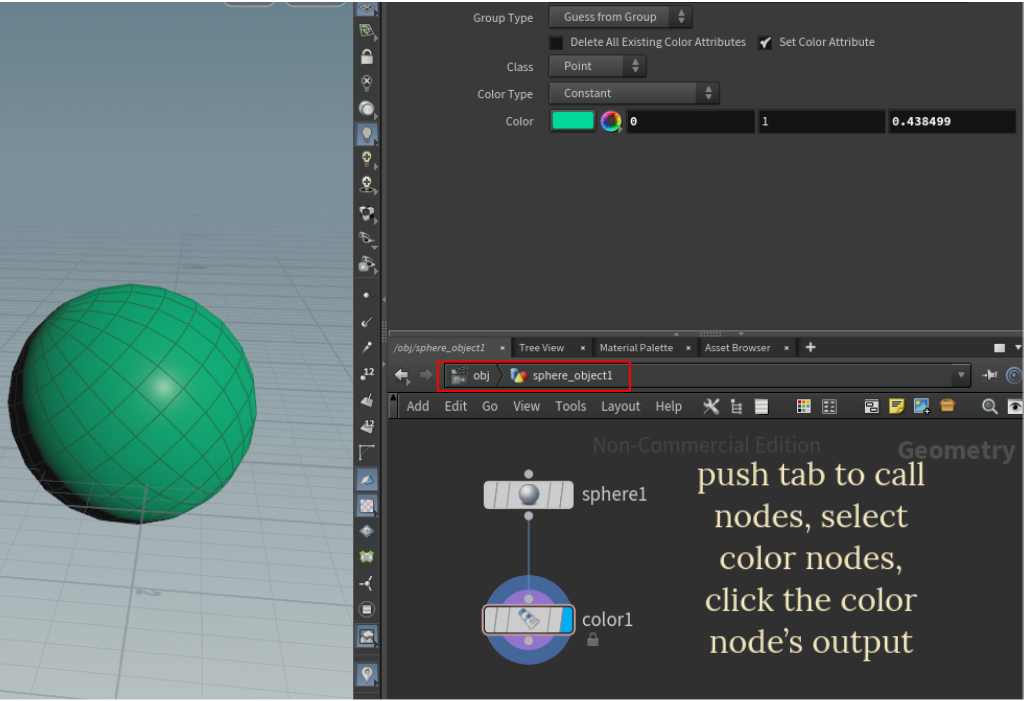 Group Type Guess from Group
Delete All Existing Color Attributes Set Color Attribute
Class Point
Color Type Constant
Color 0 1 0.438499
/obj/sphere_object1 × Tree View × Material Palette × Asset Browser × +
obj sphere_object1
Add Edit Go View Tools Layout Help
Non-Commercial Edition
Geometry
sphere1
color1
push tab to call
nodes, select
color nodes,
click the color
node’s output
12
12